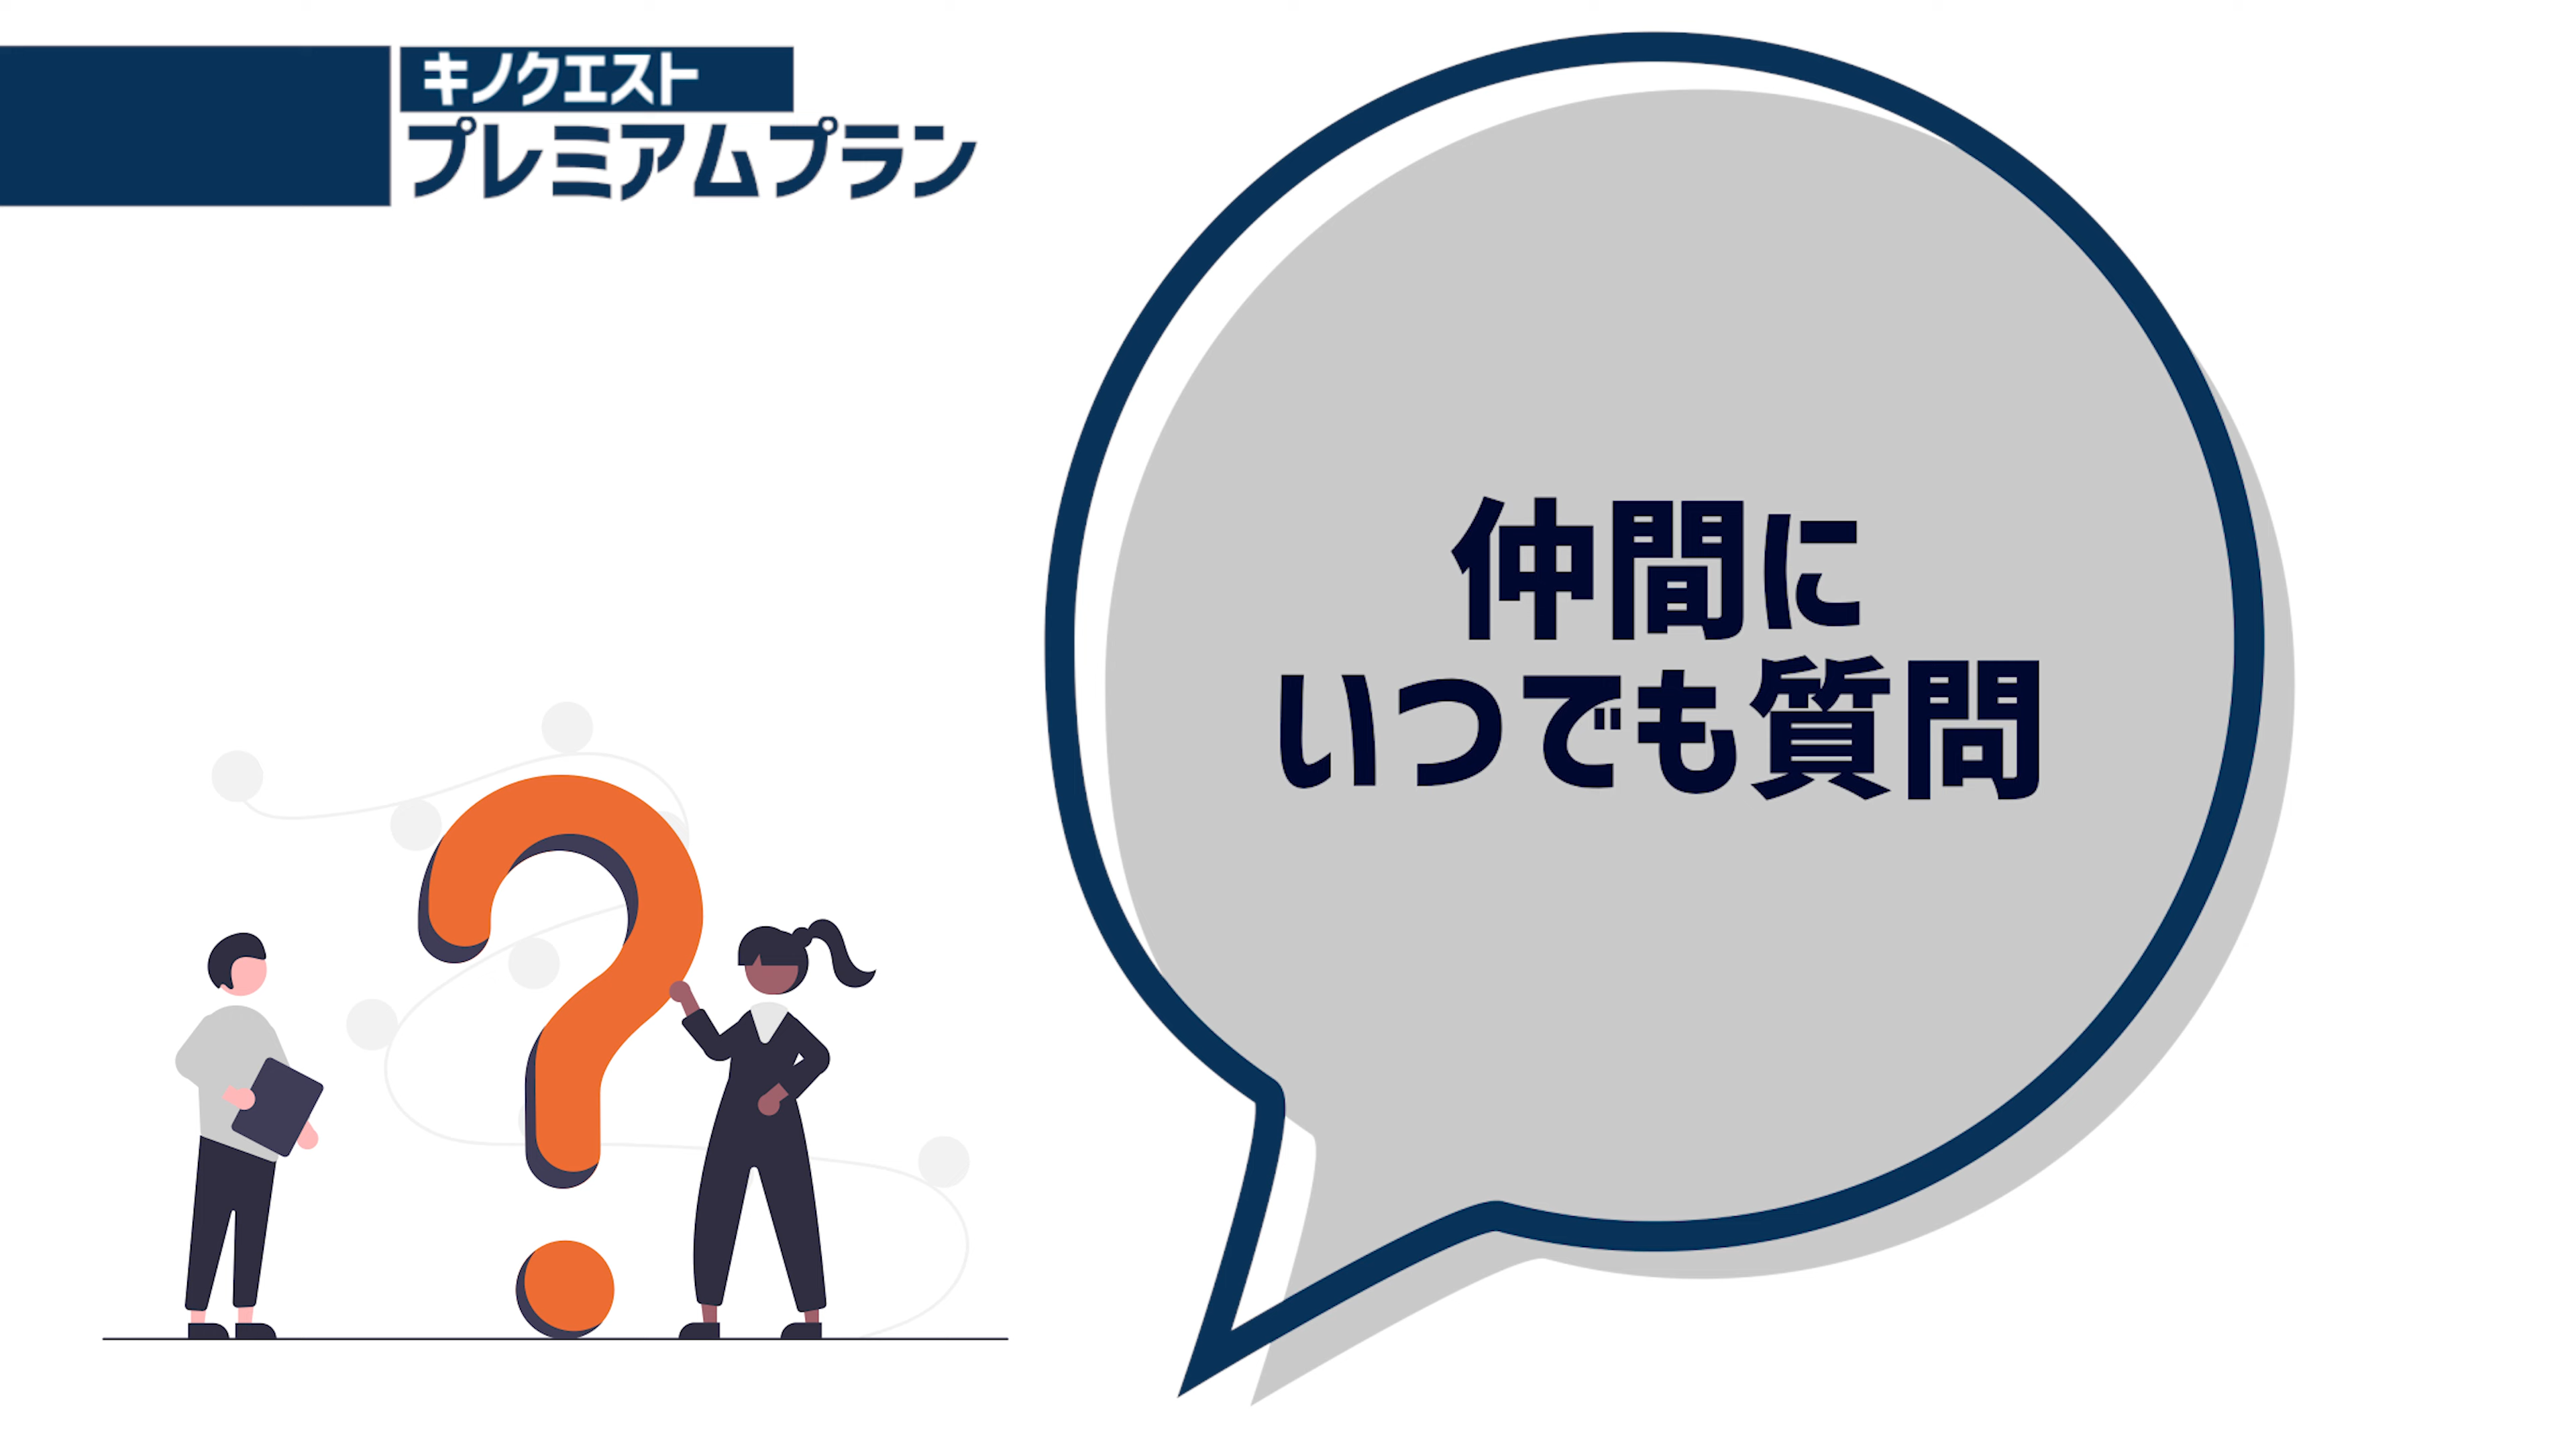 キノクエスト
プレミアムプラン
仲間に
いつでも質問